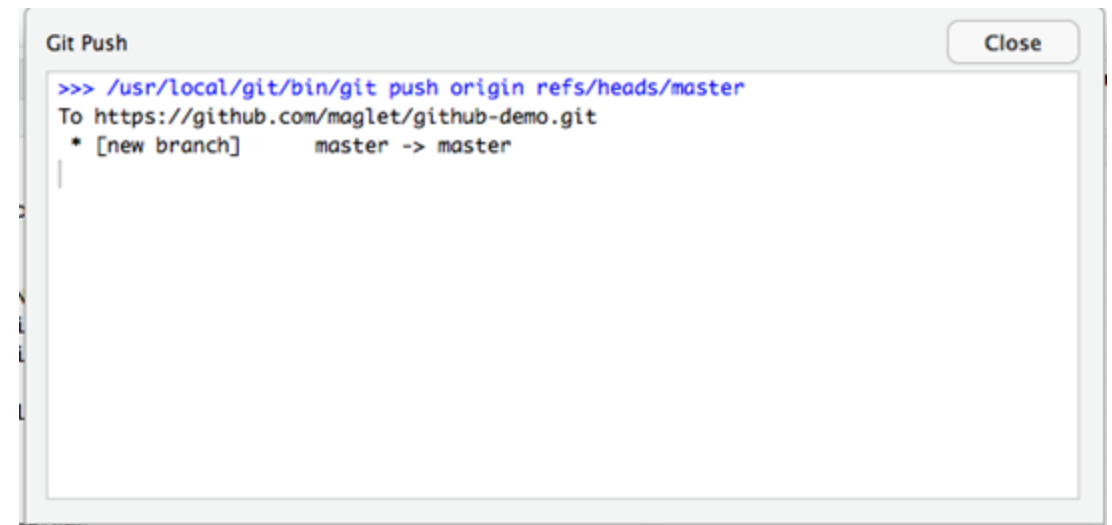 Git Push
Close
>>> /usr/local/git/bin/git push origin refs/heads/master
To https://github.com/maglet/github-demo.git
 * [new branch]      master -> master